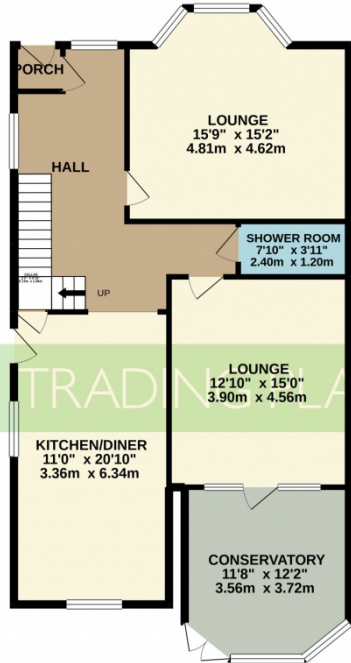 PORCH
LOUNGE
15'9" x 15'2"
4.81m x 4.62m
HALL
SHOWER ROOM
7'10" x 3'11"
2.40m x 1.20m
UP
LOUNGE
12'10" x 15'0"
3.90m x 4.56m
TRADING PLA
KITCHEN/DINER
11'0" x 20'10"
3.36m x 6.34m
CONSERVATORY
11'8" x 12'2"
3.56m x 3.72m